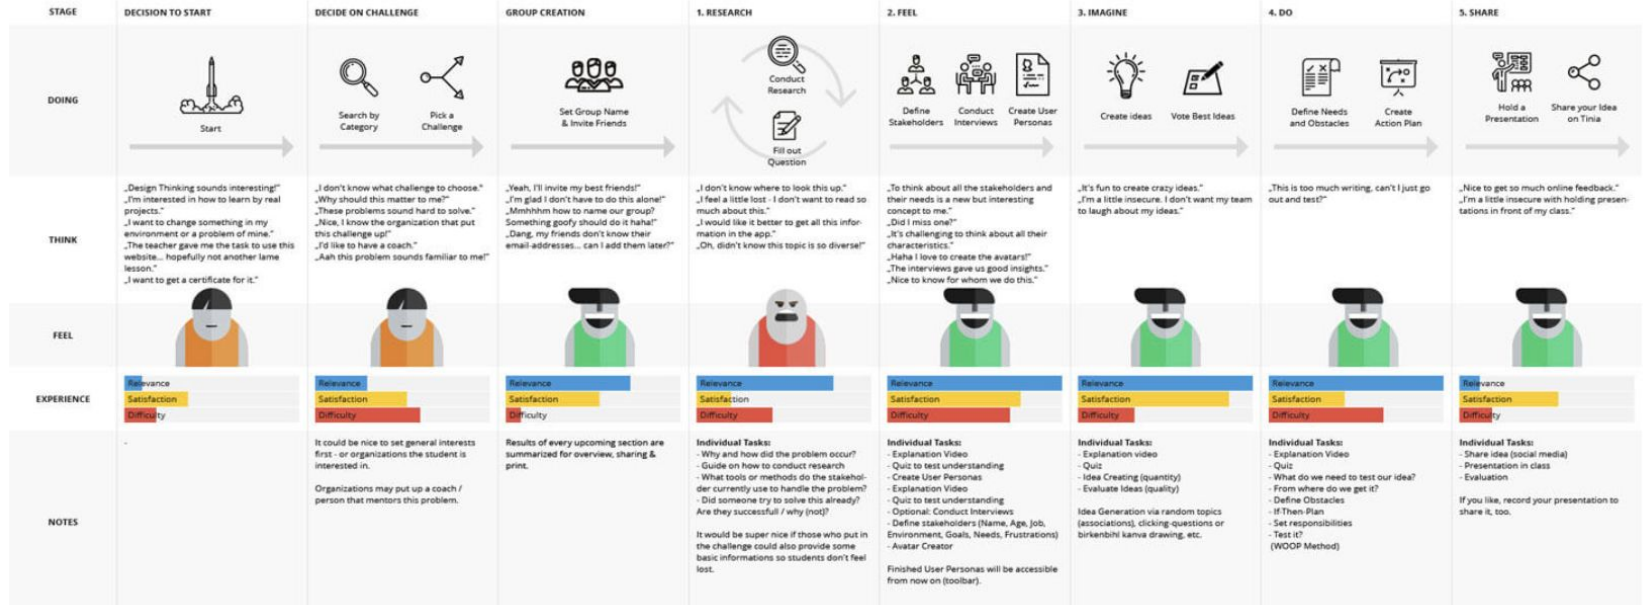 STAGE
DECISION TO START
DECIDE ON CHALLENGE
GROUP CREATION
1. RESEARCH
2. FEEL
3. IMAGINE
4. DO
5. SHARE
DOING
Start
Search by
Category
Pick a
Challenge
Set Group Name
& Invite Friends
Conduct
Research
Fill out
Question
Define
Stakeholders
Conduct
Interviews
Create User
Personas
Create ideas
Vote Best Ideas
Define Needs
and Obstacles
Create
Action Plan
Hold a
Presentation
Share your Idea
on Tinia
THINK
„Design Thinking sounds interesting!“
„I'm interested in how to learn by real
projects.“
„I want to change something in my
environment or a problem of mine.“
„The teacher gave me the task to use this
website... hopefully not another lame
lesson.“
„I want to get a certificate for it.“
„I don't know what challenge to choose.“
„Why should this matter to me?“
„These problems sound hard to solve.“
„Nice, I know the organization that put
this challenge up!“
„I'd like to have a coach.“
„Aah this problem sounds familiar to me!“
„Yeah, I'll invite my best friends!“
„I'm glad I don't have to do this alone!“
„Mmhhhm how to name our group?
Something goofy should do it haha!“
„Dang, my friends don't know their
email-addresses... can I add them later?“
„I don't know where to look this up.“
„I feel a little lost - I don't want to read so
much about this.“
„I would like it better to get all this infor-
mation in the app.“
„Oh, didn't know this topic is so diverse!“
„To think about all the stakeholders and
their needs is a new but interesting
concept to me.“
„Did I miss one?“
„It's challenging to think about all their
characteristics.“
„Haha I love to create the avatars!“
„The interviews gave us good insights.“
„Nice to know for whom we do this.“
„It's fun to create crazy ideas.“
„I'm a little insecure. I don't want my team
to laugh about my ideas.“
„This is too much writing, can't I just go
out and test?“
„Nice to get so much online feedback.“
„I'm a little insecure with holding presen-
tations in front of my class.“
FEEL
EXPERIENCE
Relevance
Satisfaction
Difficulty
Relevance
Satisfaction
Difficulty
Relevance
Satisfaction
Difficulty
Relevance
Satisfaction
Difficulty
Relevance
Satisfaction
Difficulty
Relevance
Satisfaction
Difficulty
Relevance
Satisfaction
Difficulty
Relevance
Satisfaction
Difficulty
NOTES
-
It could be nice to set general interests
first - or organizations the student is
interested in.
Organizations may put up a coach /
person that mentors this problem.
Results of every upcoming section are
summarized for overview, sharing &
print.
Individual Tasks:
- Why and how did the problem occur?
- Guide on how to conduct research
- What tools or methods do the stakehol-
der currently use to handle the problem?
- Did someone try to solve this already?
Are they successfull / why (not)?
It would be super nice if those who put in
the challenge could also provide some
basic informations so students don't feel
lost.
Individual Tasks:
- Explanation Video
- Quiz to test understanding
- Create User Personas
- Explanation Video
- Quiz to test understanding
- Optional: Conduct Interviews
- Define stakeholders (Name, Age, Job,
Environment, Goals, Needs, Frustrations)
- Avatar Creator
Finished User Personas will be accessible
from now on (toolbar).
Individual Tasks:
- Explanation video
- Quiz
- Idea Creating (quantity)
- Evaluate Ideas (quality)
Idea Generation via random topics
(associations), clicking-questions or
birkenbihl kanva drawing, etc.
Individual Tasks:
- Explanation Video
- Quiz
- What do we need to test our idea?
- From where do we get it?
- Define Obstacles
- If-Then-Plan
- Set responsibilities
- Test it?
(WOOP Method)
Individual Tasks:
- Share idea (social media)
- Presentation in class
- Evaluation
If you like, record your presentation to
share it, too.